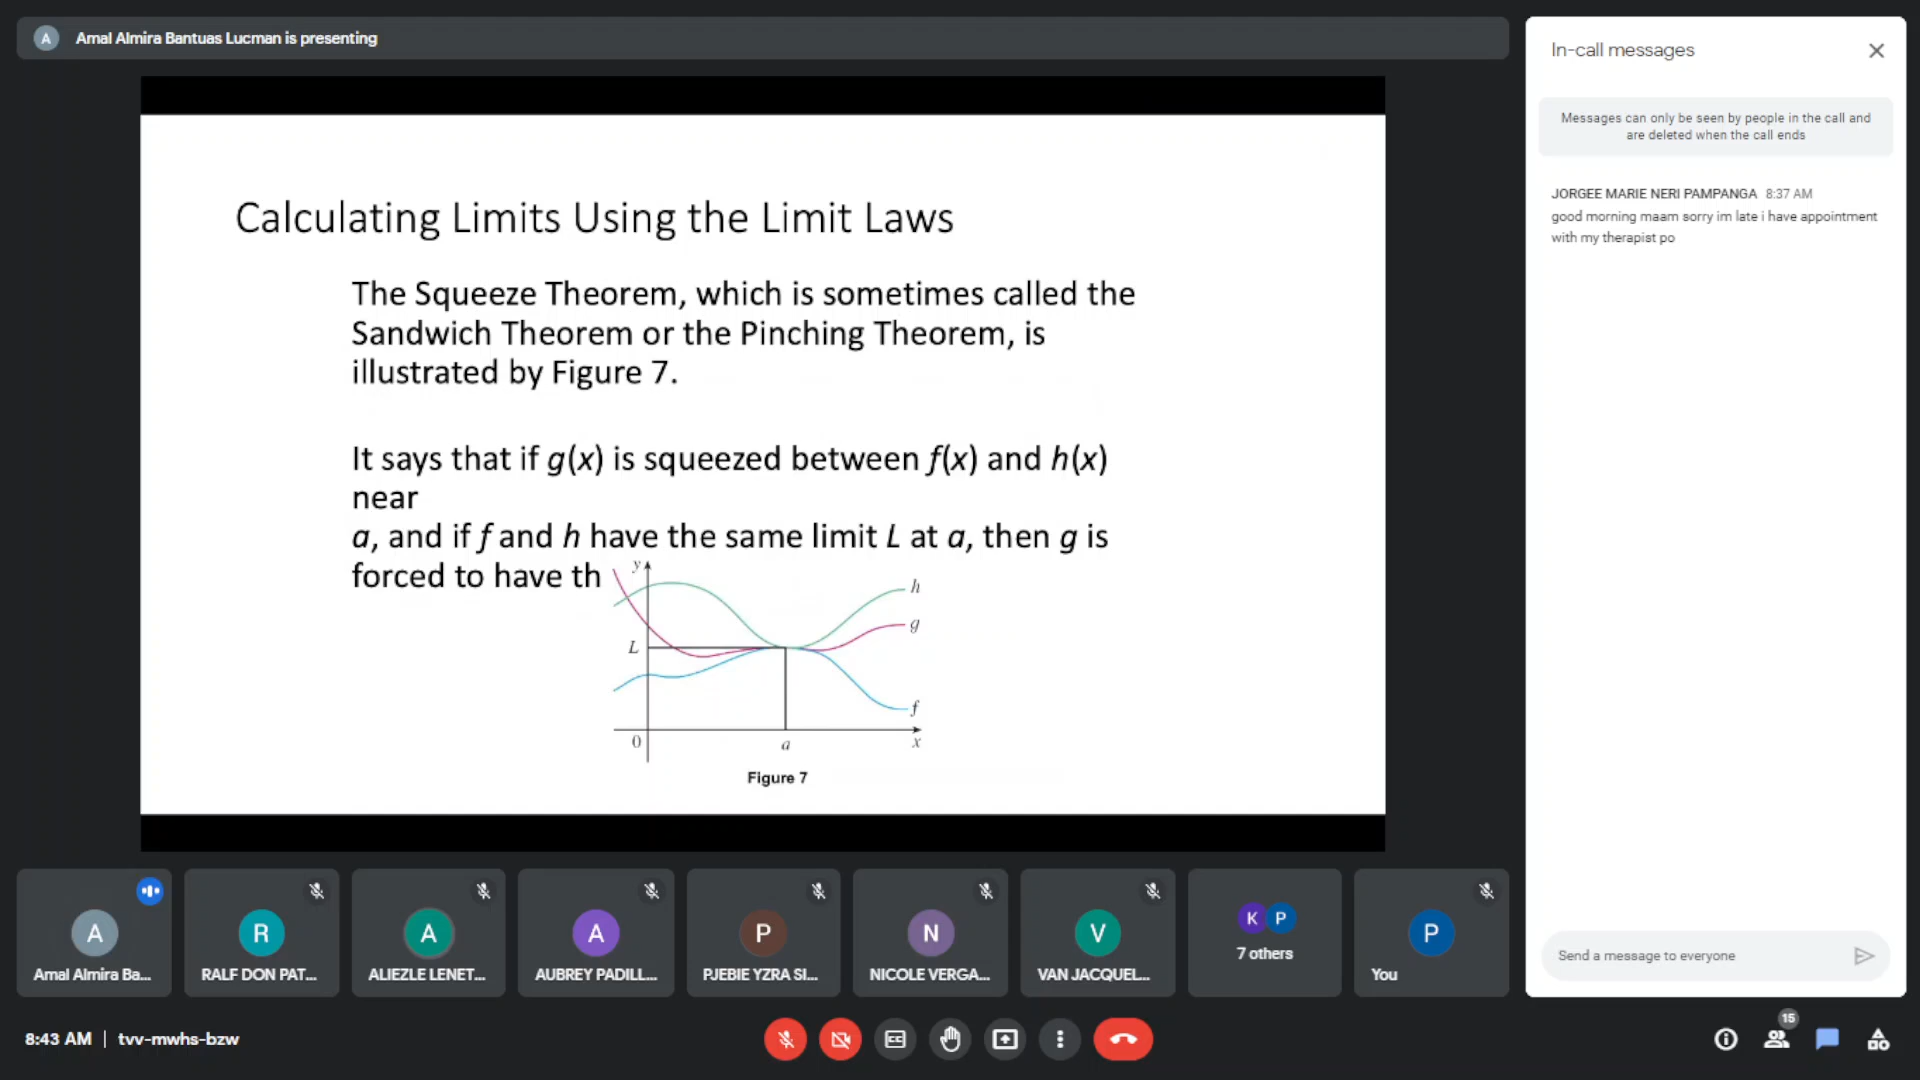 A
Amal Almira Bantuas Lucman is presenting
Calculating Limits Using the Limit Laws
The Squeeze Theorem, which is sometimes called the
Sandwich Theorem or the Pinching Theorem, is
illustrated by Figure 7.
It says that if g(x) is squeezed between f(x) and h(x)
near
a, and if f and h have the same limit L at a, then g is
forced to have th
y
h
g
L
f
0
a
x
Figure 7
In-call messages
Messages can only be seen by people in the call and
are deleted when the call ends
JORGEE MARIE NERI PAMPANGA 8:37 AM
good morning maam sorry im late i have appointment
with my therapist po
Send a message to everyone
A
Amal Almira Ba...
R
RALF DON PAT...
A
ALIEZLE LENET...
A
AUBREY PADILL...
P
PJEBIE YZRA SI...
N
NICOLE VERGA...
V
VAN JACQUEL...
K P
7 others
P
You
8:43 AM | tvv-mwhs-bzw
CC
15